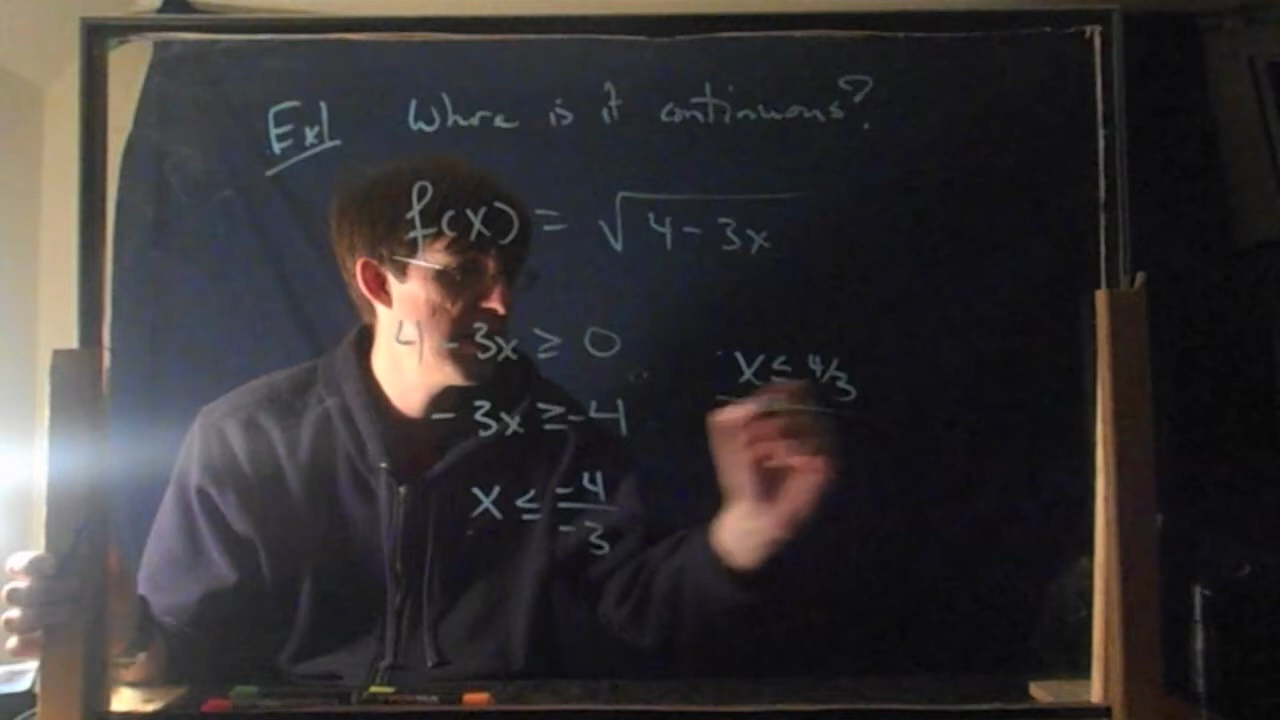 Ex1 Where is it continuous?
f(x) = √4-3x
4 - 3x ≥ 0
x ≤ 4/3
- 3x ≥ -4
x ≤ -4/-3